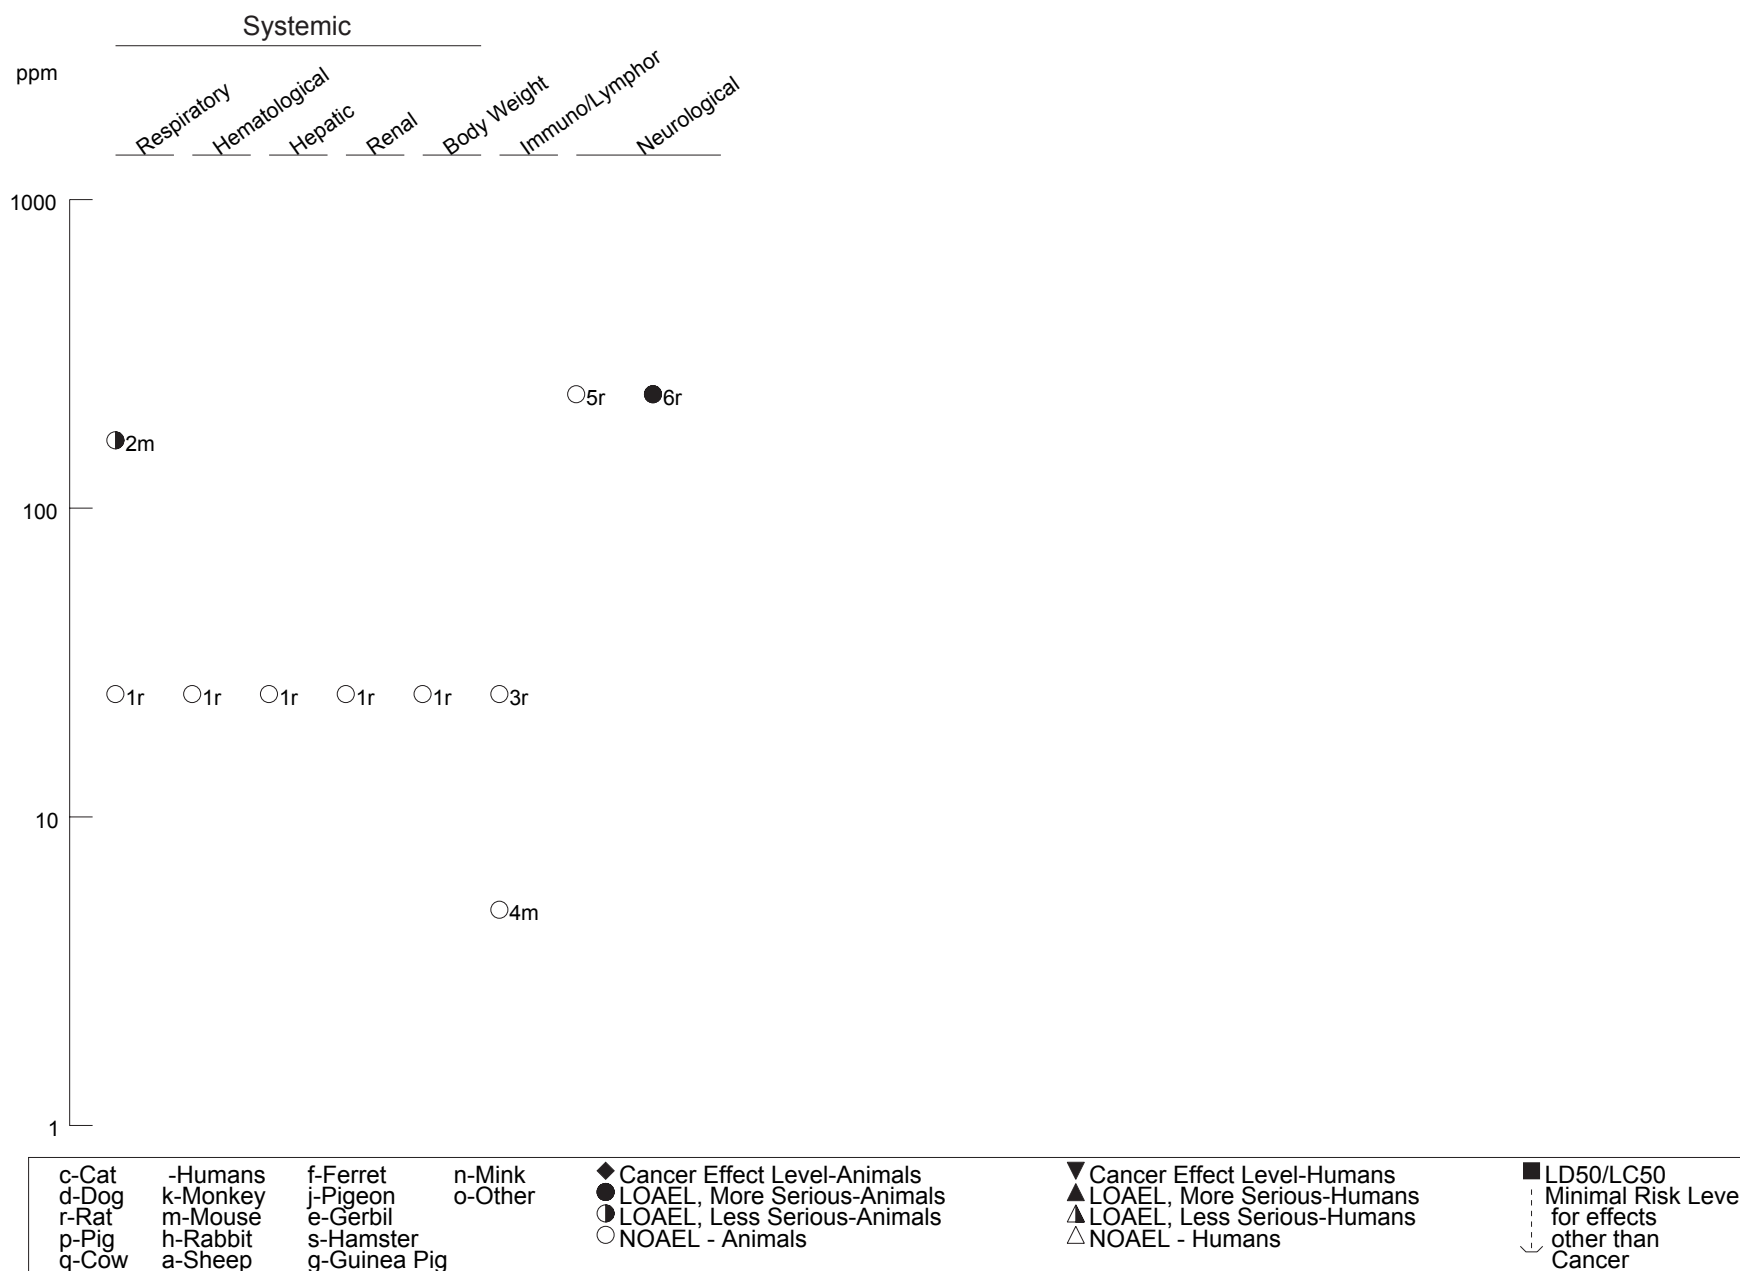 Systemic
ppm
Respiratory
Hematological
Hepatic
Renal
Body Weight
Immuno/Lymphor
Neurological
1000
5r 6r
2m
100
1r 1r 1r 1r 1r 3r
10
4m
1
c-Cat -Humans f-Ferret n-Mink Cancer Effect Level-Animals Cancer Effect Level-Humans LD50/LC50
d-Dog k-Monkey j-Pigeon o-Other LOAEL, More Serious-Animals LOAEL, More Serious-Humans Minimal Risk Leve
r-Rat m-Mouse e-Gerbil LOAEL, Less Serious-Animals LOAEL, Less Serious-Humans for effects
p-Pig h-Rabbit s-Hamster NOAEL - Animals NOAEL - Humans other than
q-Cow a-Sheep g-Guinea Pig Cancer